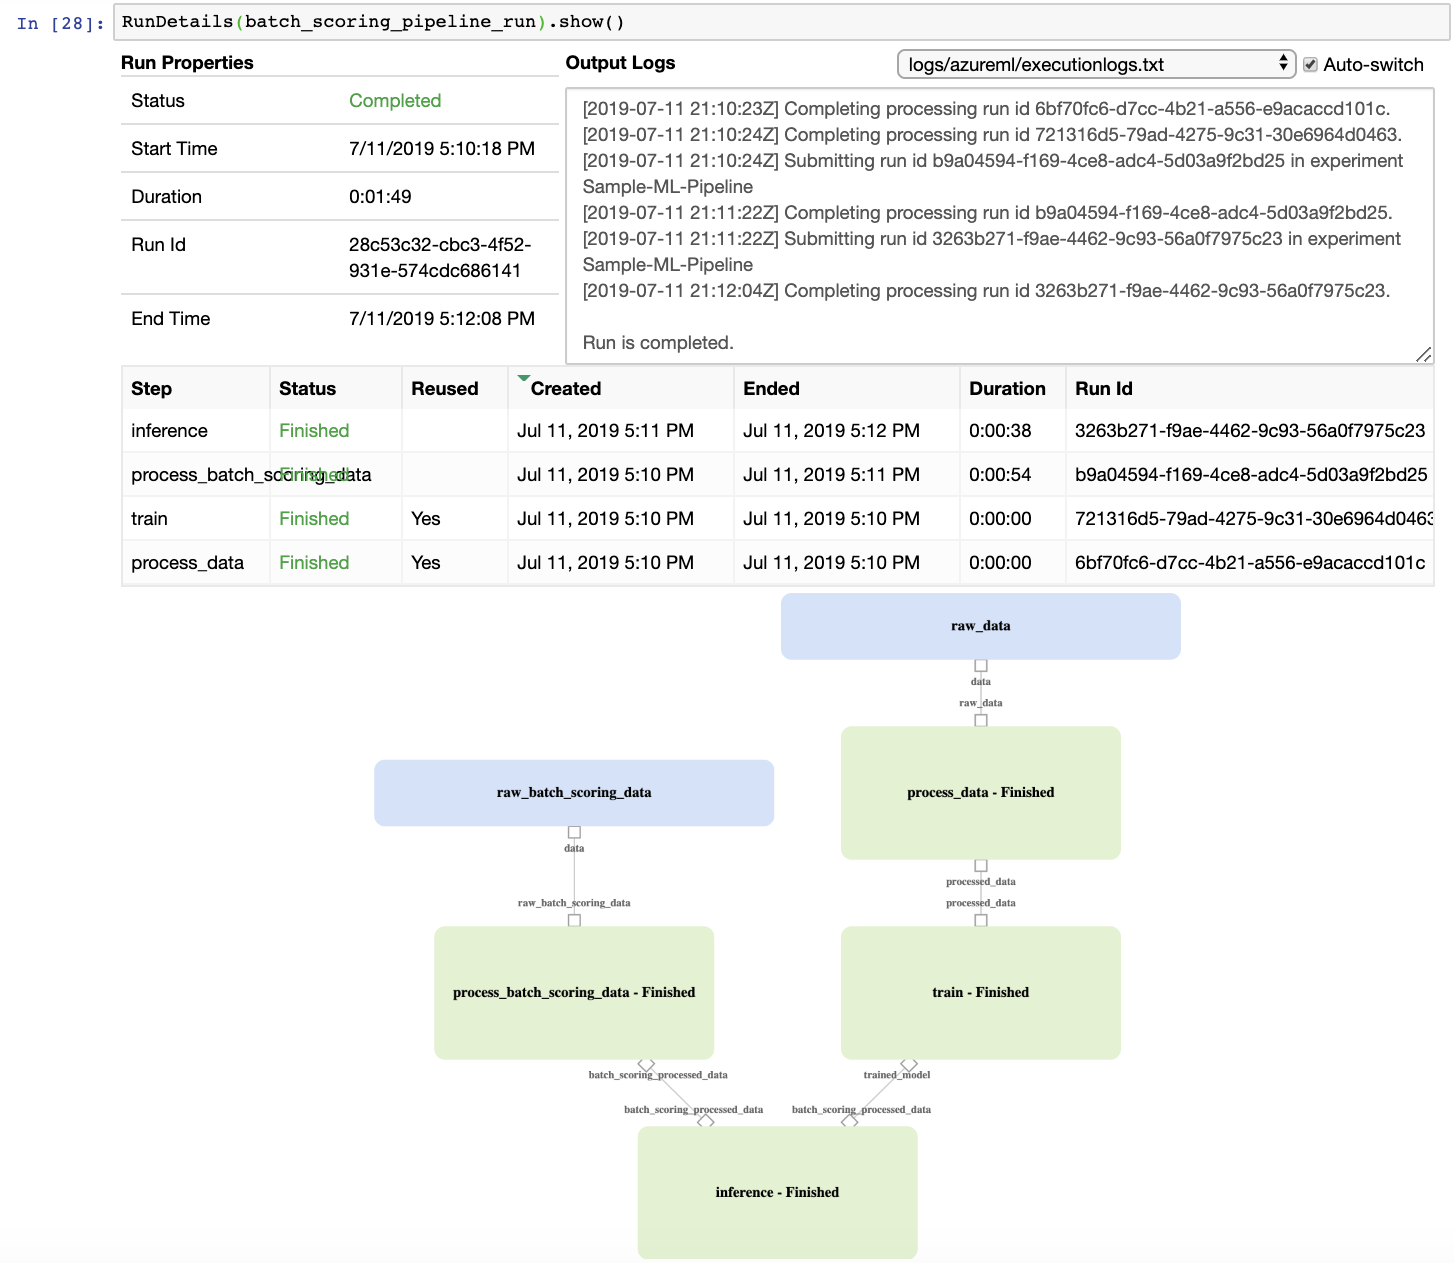 In [28]: RunDetails(batch_scoring_pipeline_run).show()
Run Properties
Status Completed
Start Time 7/11/2019 5:10:18 PM
Duration 0:01:49
Run Id 28c53c32-cbc3-4f52-
931e-574cdc686141
End Time 7/11/2019 5:12:08 PM
Output Logs logs/azureml/executionlogs.txt Auto-switch
[2019-07-11 21:10:23Z] Completing processing run id 6bf70fc6-d7cc-4b21-a556-e9acaccd101c.
[2019-07-11 21:10:24Z] Completing processing run id 721316d5-79ad-4275-9c31-30e6964d0463.
[2019-07-11 21:10:24Z] Submitting run id b9a04594-f169-4ce8-adc4-5d03a9f2bd25 in experiment
Sample-ML-Pipeline
[2019-07-11 21:11:22Z] Completing processing run id b9a04594-f169-4ce8-adc4-5d03a9f2bd25.
[2019-07-11 21:11:22Z] Submitting run id 3263b271-f9ae-4462-9c93-56a0f7975c23 in experiment
Sample-ML-Pipeline
[2019-07-11 21:12:04Z] Completing processing run id 3263b271-f9ae-4462-9c93-56a0f7975c23.
Run is completed.
Step Status Reused Created Ended Duration Run Id
inference Finished Jul 11, 2019 5:11 PM Jul 11, 2019 5:12 PM 0:00:38 3263b271-f9ae-4462-9c93-56a0f7975c23
process_batch_scoring_data Finished Jul 11, 2019 5:10 PM Jul 11, 2019 5:11 PM 0:00:54 b9a04594-f169-4ce8-adc4-5d03a9f2bd25
train Finished Yes Jul 11, 2019 5:10 PM Jul 11, 2019 5:10 PM 0:00:00 721316d5-79ad-4275-9c31-30e6964d0463
process_data Finished Yes Jul 11, 2019 5:10 PM Jul 11, 2019 5:10 PM 0:00:00 6bf70fc6-d7cc-4b21-a556-e9acaccd101c
raw_data
data
raw_data
process_data - Finished
raw_batch_scoring_data
data
raw_batch_scoring_data
processed_data
processed_data
process_batch_scoring_data - Finished
train - Finished
batch_scoring_processed_data
trained_model
batch_scoring_processed_data
batch_scoring_processed_data
inference - Finished